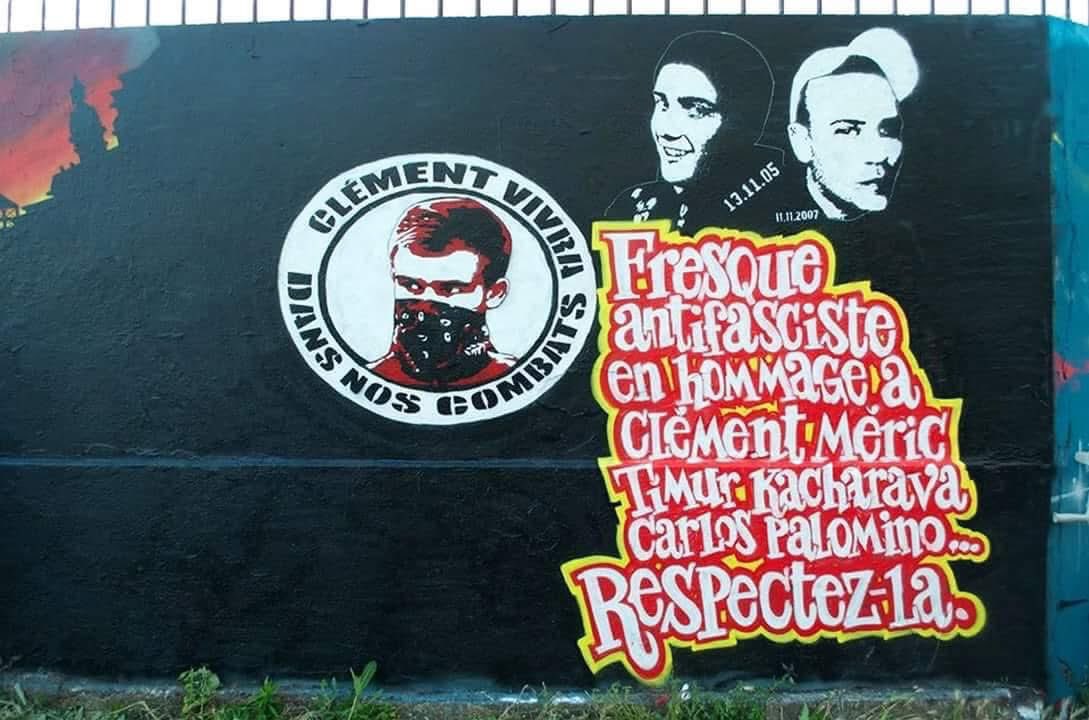 CLÉMENT VIVRA
DANS NOS COMBATS
13.11.05
11.11.2007
Fresque
antifasciste
en hommage a
Clément Méric
Timur Kacharava
Carlos Palomino...
Respectez-la.